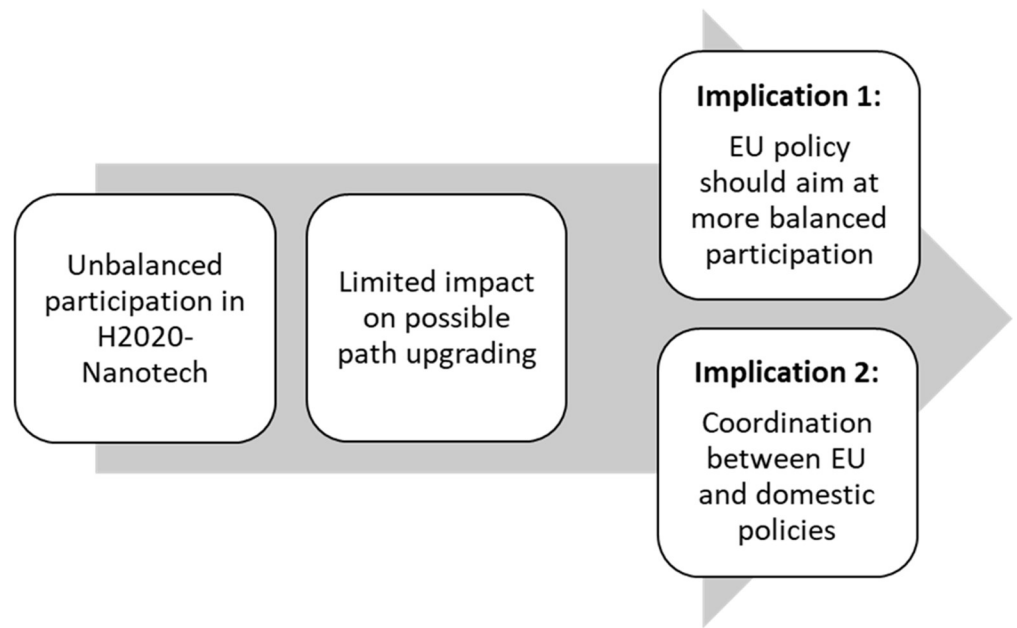 Unbalanced
participation in
H2020-
Nanotech
Limited impact
on possible
path upgrading
Implication 1:
EU policy
should aim at
more balanced
participation
Implication 2:
Coordination
between EU
and domestic
policies